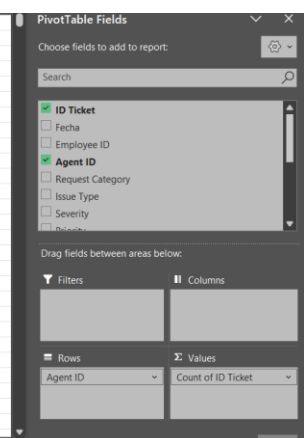 PivotTable Fields
Choose fields to add to report:
Search
ID Ticket
Fecha
Employee ID
Agent ID
Request Category
Issue Type
Severity
Priority
Drag fields between areas below:
Filters
Columns
Rows
Σ Values
Agent ID
Count of ID Ticket